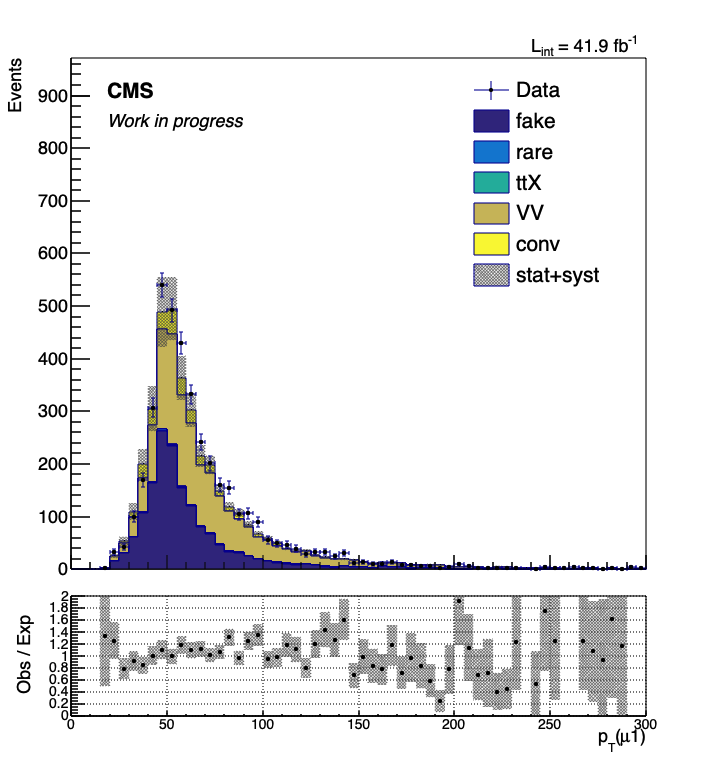 L_int = 41.9 fb^-1
Events
CMS
Work in progress
Data
fake
rare
ttX
VV
conv
stat+syst
900
800
700
600
500
400
300
200
100
0
Obs / Exp
2
1.8
1.6
1.4
1.2
1
0.8
0.6
0.4
0.2
0
0 50 100 150 200 250 300
p_T(μ1)